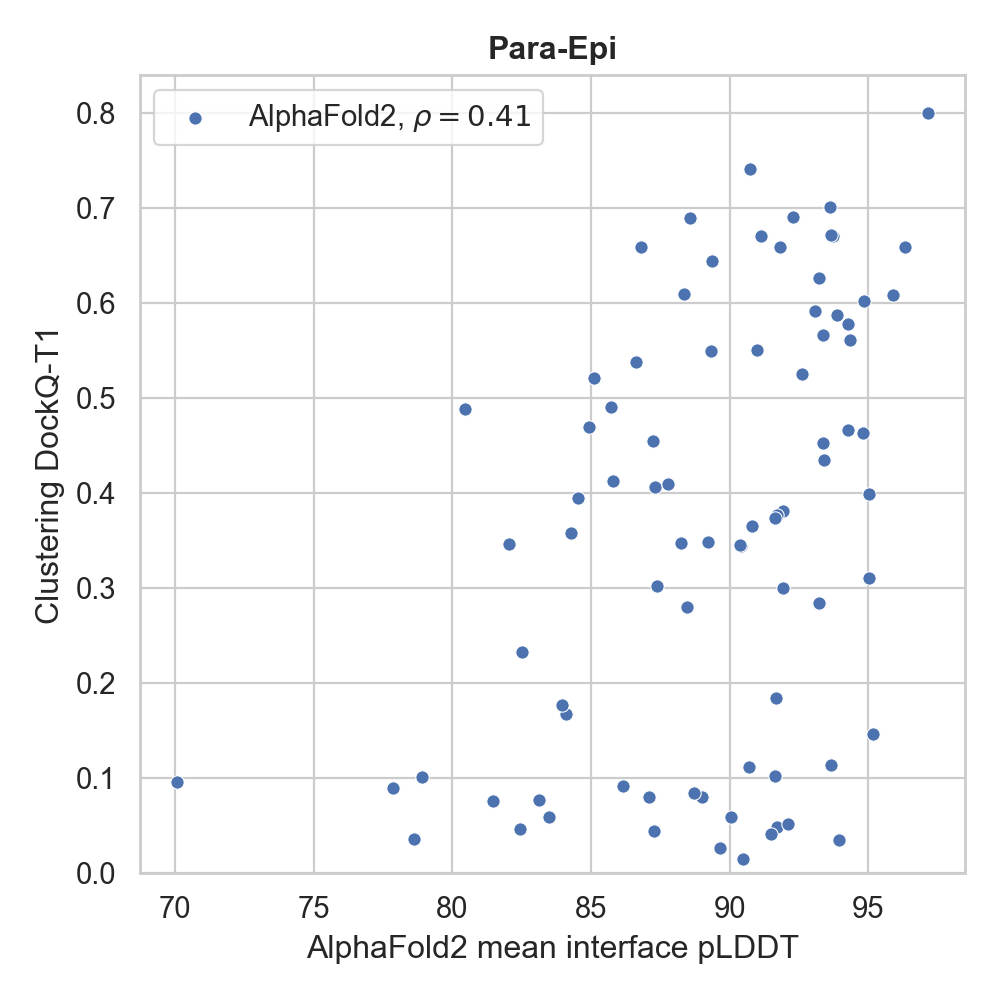 Para-Epi
AlphaFold2, ρ = 0.41
Clustering DockQ-T1
0.8
0.7
0.6
0.5
0.4
0.3
0.2
0.1
0.0
70 75 80 85 90 95
AlphaFold2 mean interface pLDDT